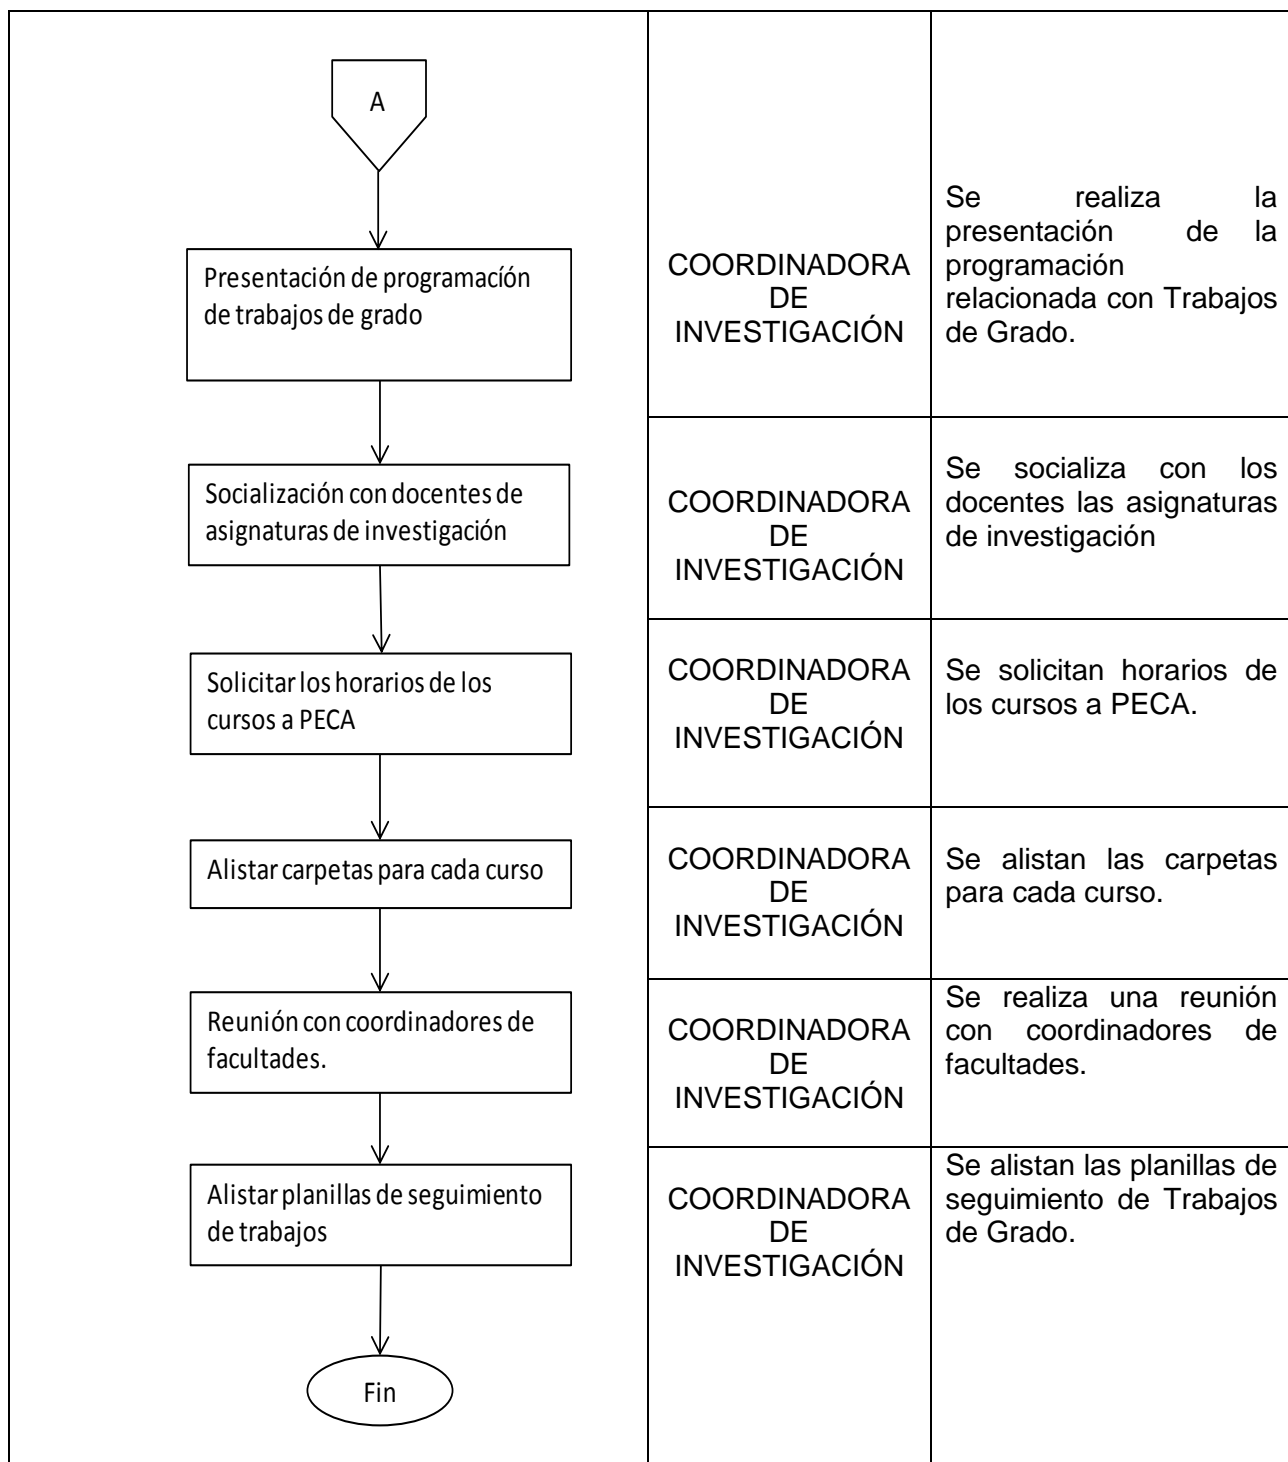 A
Presentación de programacíón
de trabajos de grado
COORDINADORA
DE
INVESTIGACIÓN
Se realiza la
presentación de la
programación
relacionada con Trabajos
de Grado.
Socialización con docentes de
asignaturas de investigación
COORDINADORA
DE
INVESTIGACIÓN
Se socializa con los
docentes las asignaturas
de investigación
Solicitar los horarios de los
cursos a PECA
COORDINADORA
DE
INVESTIGACIÓN
Se solicitan horarios de
los cursos a PECA.
Alistar carpetas para cada curso
COORDINADORA
DE
INVESTIGACIÓN
Se alistan las carpetas
para cada curso.
Reunión con coordinadores de
facultades.
COORDINADORA
DE
INVESTIGACIÓN
Se realiza una reunión
con coordinadores de
facultades.
Alistar planillas de seguimiento
de trabajos
COORDINADORA
DE
INVESTIGACIÓN
Se alistan las planillas de
seguimiento de Trabajos
de Grado.
Fin